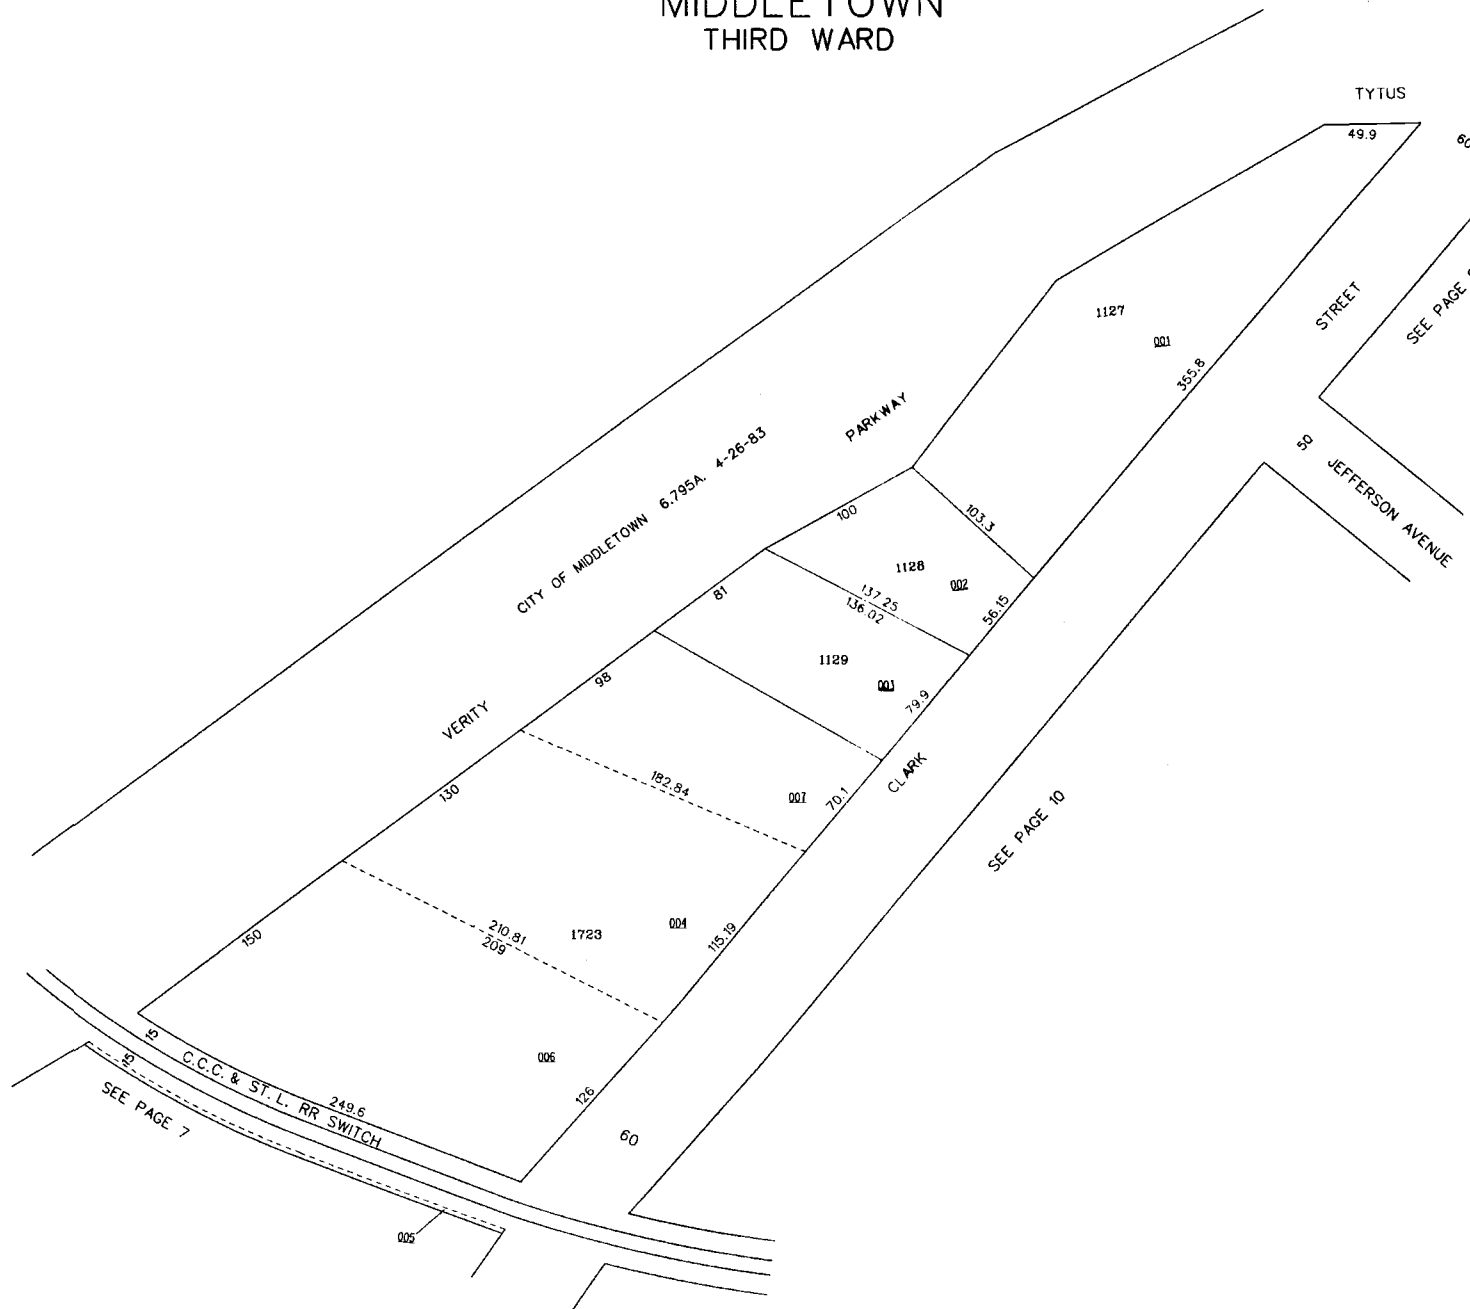 MIDDLETOWN
THIRD WARD
TYTUS
49.9
1127
001
355.8
STREET
PARKWAY
CITY OF MIDDLETOWN 6.795A. 4-26-83
50
JEFFERSON AVENUE
100
103.3
1128
002
137.25
136.02
56.15
81
1129
003
79.9
98
VERITY
182.84
007
70.1
CLARK
130
SEE PAGE 10
210.81
209
1723
004
115.19
150
006
126
15
15
C.C.C. & ST. L. RR SWITCH
249.6
SEE PAGE 7
60
005
SEE PAGE